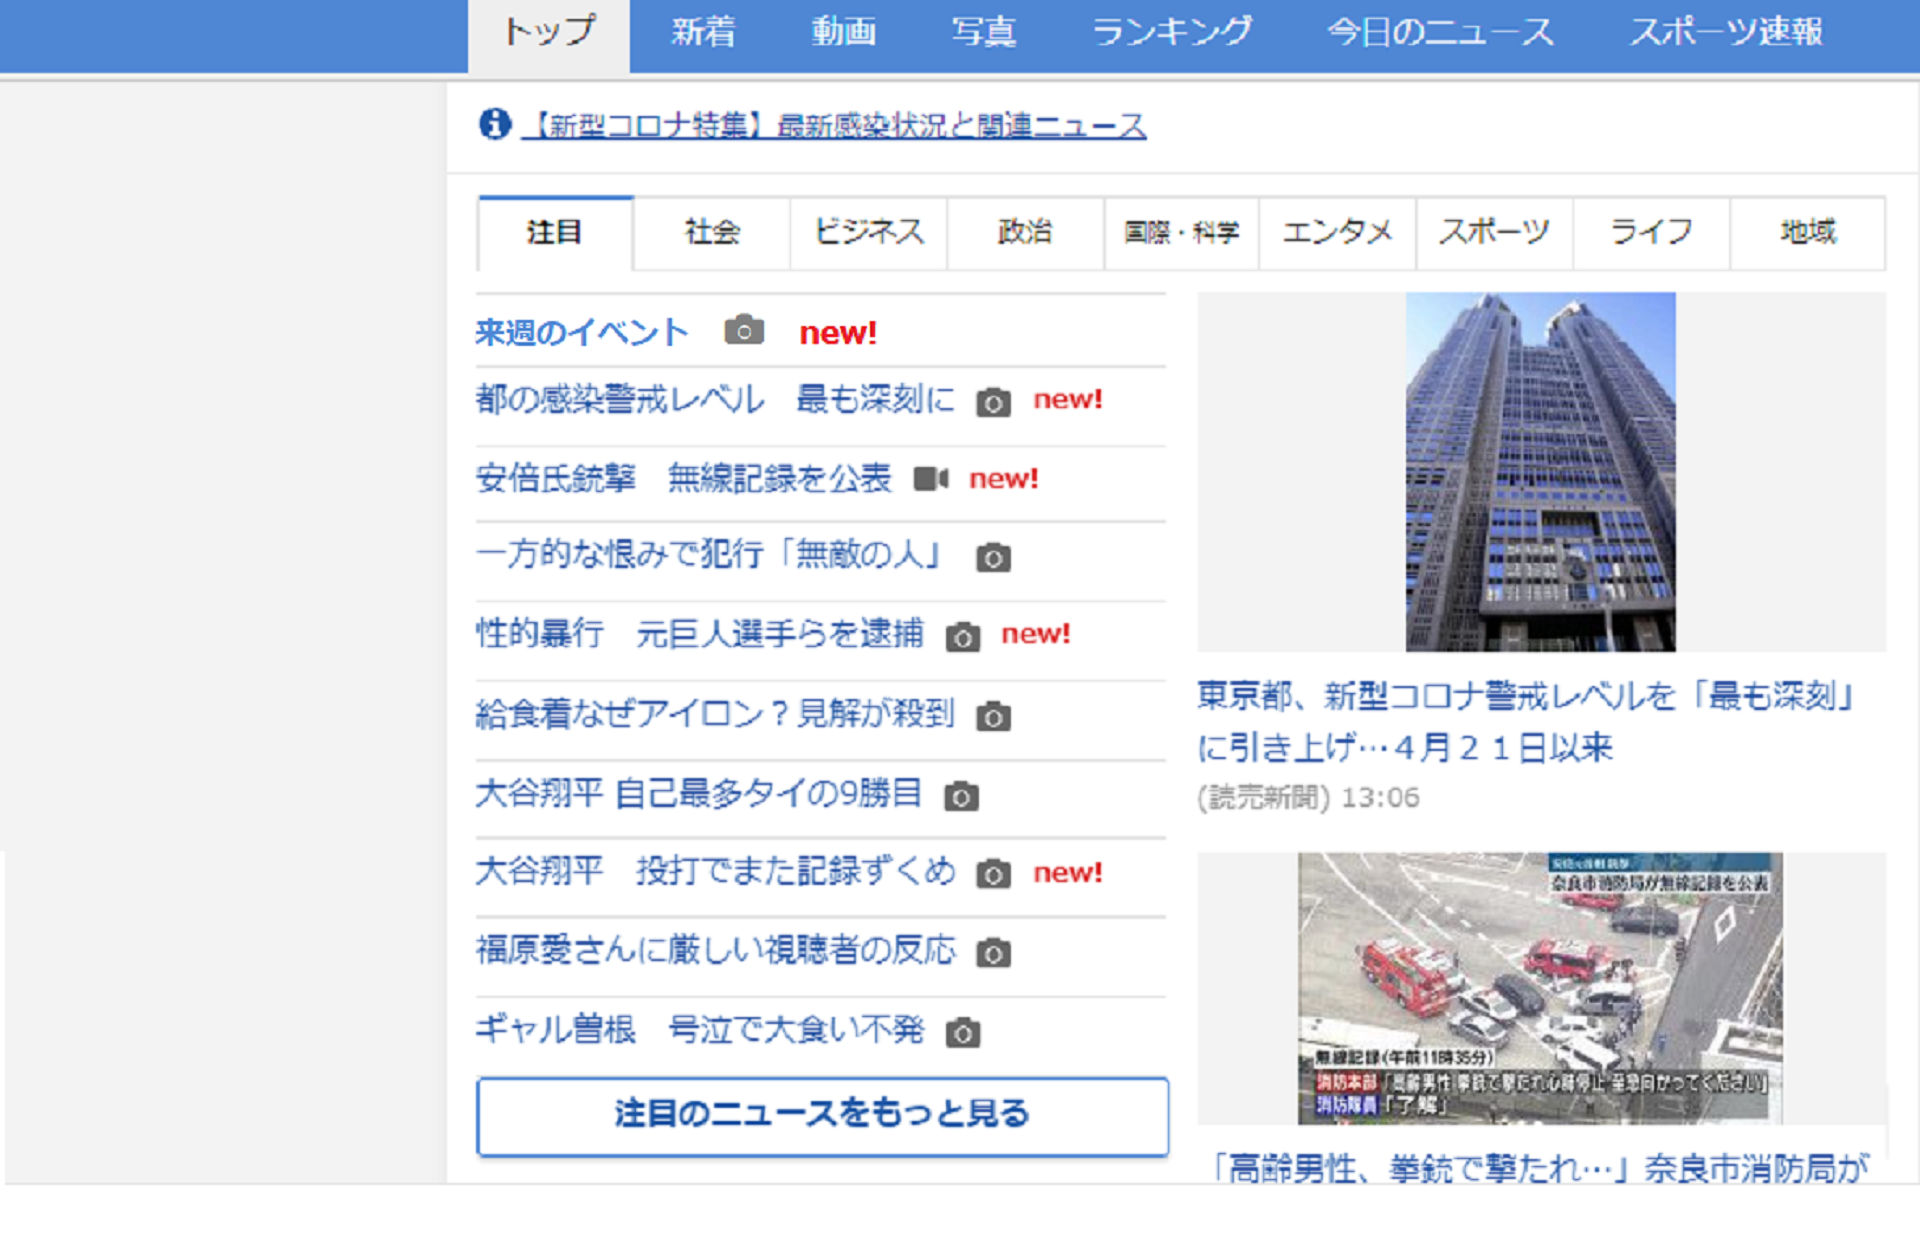 トップ 新着 動画 写真 ランキング 今日のニュース スポーツ速報
【新型コロナ特集】最新感染状況と関連ニュース
注目 社会 ビジネス 政治 国際・科学 エンタメ スポーツ ライフ 地域
来週のイベント new!
都の感染警戒レベル 最も深刻に new!
安倍氏銃撃 無線記録を公表 new!
一方的な恨みで犯行「無敵の人」
性的暴行 元巨人選手らを逮捕 new!
給食着なぜアイロン？見解が殺到
大谷翔平 自己最多タイの9勝目
大谷翔平 投打でまた記録ずくめ new!
福原愛さんに厳しい視聴者の反応
ギャル曽根 号泣で大食い不発
注目のニュースをもっと見る
東京都、新型コロナ警戒レベルを「最も深刻」
に引き上げ…４月２１日以来
(読売新聞) 13:06
奈良市消防局が無線記録を公表
無線記録(午前11時35分)
消防本部「高齢男性 拳銃で撃たれ心肺停止 至急向かってください」
消防隊員「了解」
「高齢男性、拳銃で撃たれ…」奈良市消防局が